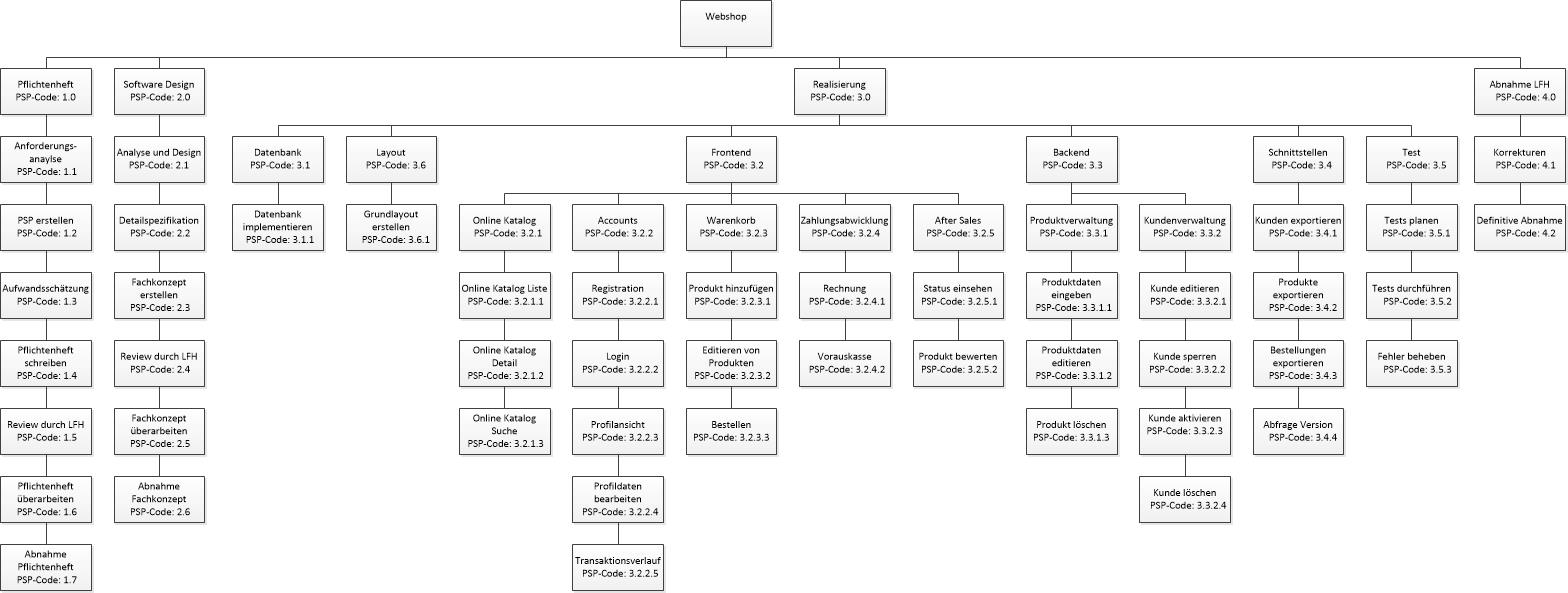 Webshop
Pflichtenheft
PSP-Code: 1.0
Software Design
PSP-Code: 2.0
Realisierung
PSP-Code: 3.0
Abnahme LFH
PSP-Code: 4.0
Anforderungs-
anaylse
PSP-Code: 1.1
Analyse und Design
PSP-Code: 2.1
Datenbank
PSP-Code: 3.1
Layout
PSP-Code: 3.6
Frontend
PSP-Code: 3.2
Backend
PSP-Code: 3.3
Schnittstellen
PSP-Code: 3.4
Test
PSP-Code: 3.5
Korrekturen
PSP-Code: 4.1
PSP erstellen
PSP-Code: 1.2
Detailspezifikation
PSP-Code: 2.2
Datenbank
implementieren
PSP-Code: 3.1.1
Grundlayout
erstellen
PSP-Code: 3.6.1
Online Katalog
PSP-Code: 3.2.1
Accounts
PSP-Code: 3.2.2
Warenkorb
PSP-Code: 3.2.3
Zahlungsabwicklung
PSP-Code: 3.2.4
After Sales
PSP-Code: 3.2.5
Produktverwaltung
PSP-Code: 3.3.1
Kundenverwaltung
PSP-Code: 3.3.2
Kunden exportieren
PSP-Code: 3.4.1
Tests planen
PSP-Code: 3.5.1
Definitive Abnahme
PSP-Code: 4.2
Aufwandsschätzung
PSP-Code: 1.3
Fachkonzept
erstellen
PSP-Code: 2.3
Online Katalog Liste
PSP-Code: 3.2.1.1
Registration
PSP-Code: 3.2.2.1
Produkt hinzufügen
PSP-Code: 3.2.3.1
Rechnung
PSP-Code: 3.2.4.1
Status einsehen
PSP-Code: 3.2.5.1
Produktdaten
eingeben
PSP-Code: 3.3.1.1
Kunde editieren
PSP-Code: 3.3.2.1
Produkte
exportieren
PSP-Code: 3.4.2
Tests durchführen
PSP-Code: 3.5.2
Pflichtenheft
schreiben
PSP-Code: 1.4
Review durch LFH
PSP-Code: 2.4
Online Katalog
Detail
PSP-Code: 3.2.1.2
Login
PSP-Code: 3.2.2.2
Editieren von
Produkten
PSP-Code: 3.2.3.2
Vorauskasse
PSP-Code: 3.2.4.2
Produkt bewerten
PSP-Code: 3.2.5.2
Produktdaten
editieren
PSP-Code: 3.3.1.2
Kunde sperren
PSP-Code: 3.3.2.2
Bestellungen
exportieren
PSP-Code: 3.4.3
Fehler beheben
PSP-Code: 3.5.3
Review durch LFH
PSP-Code: 1.5
Fachkonzept
überarbeiten
PSP-Code: 2.5
Online Katalog
Suche
PSP-Code: 3.2.1.3
Profilansicht
PSP-Code: 3.2.2.3
Bestellen
PSP-Code: 3.2.3.3
Produkt löschen
PSP-Code: 3.3.1.3
Kunde aktivieren
PSP-Code: 3.3.2.3
Abfrage Version
PSP-Code: 3.4.4
Pflichtenheft
überarbeiten
PSP-Code: 1.6
Abnahme
Fachkonzept
PSP-Code: 2.6
Profildaten
bearbeiten
PSP-Code: 3.2.2.4
Kunde löschen
PSP-Code: 3.3.2.4
Abnahme
Pflichtenheft
PSP-Code: 1.7
Transaktionsverlauf
PSP-Code: 3.2.2.5